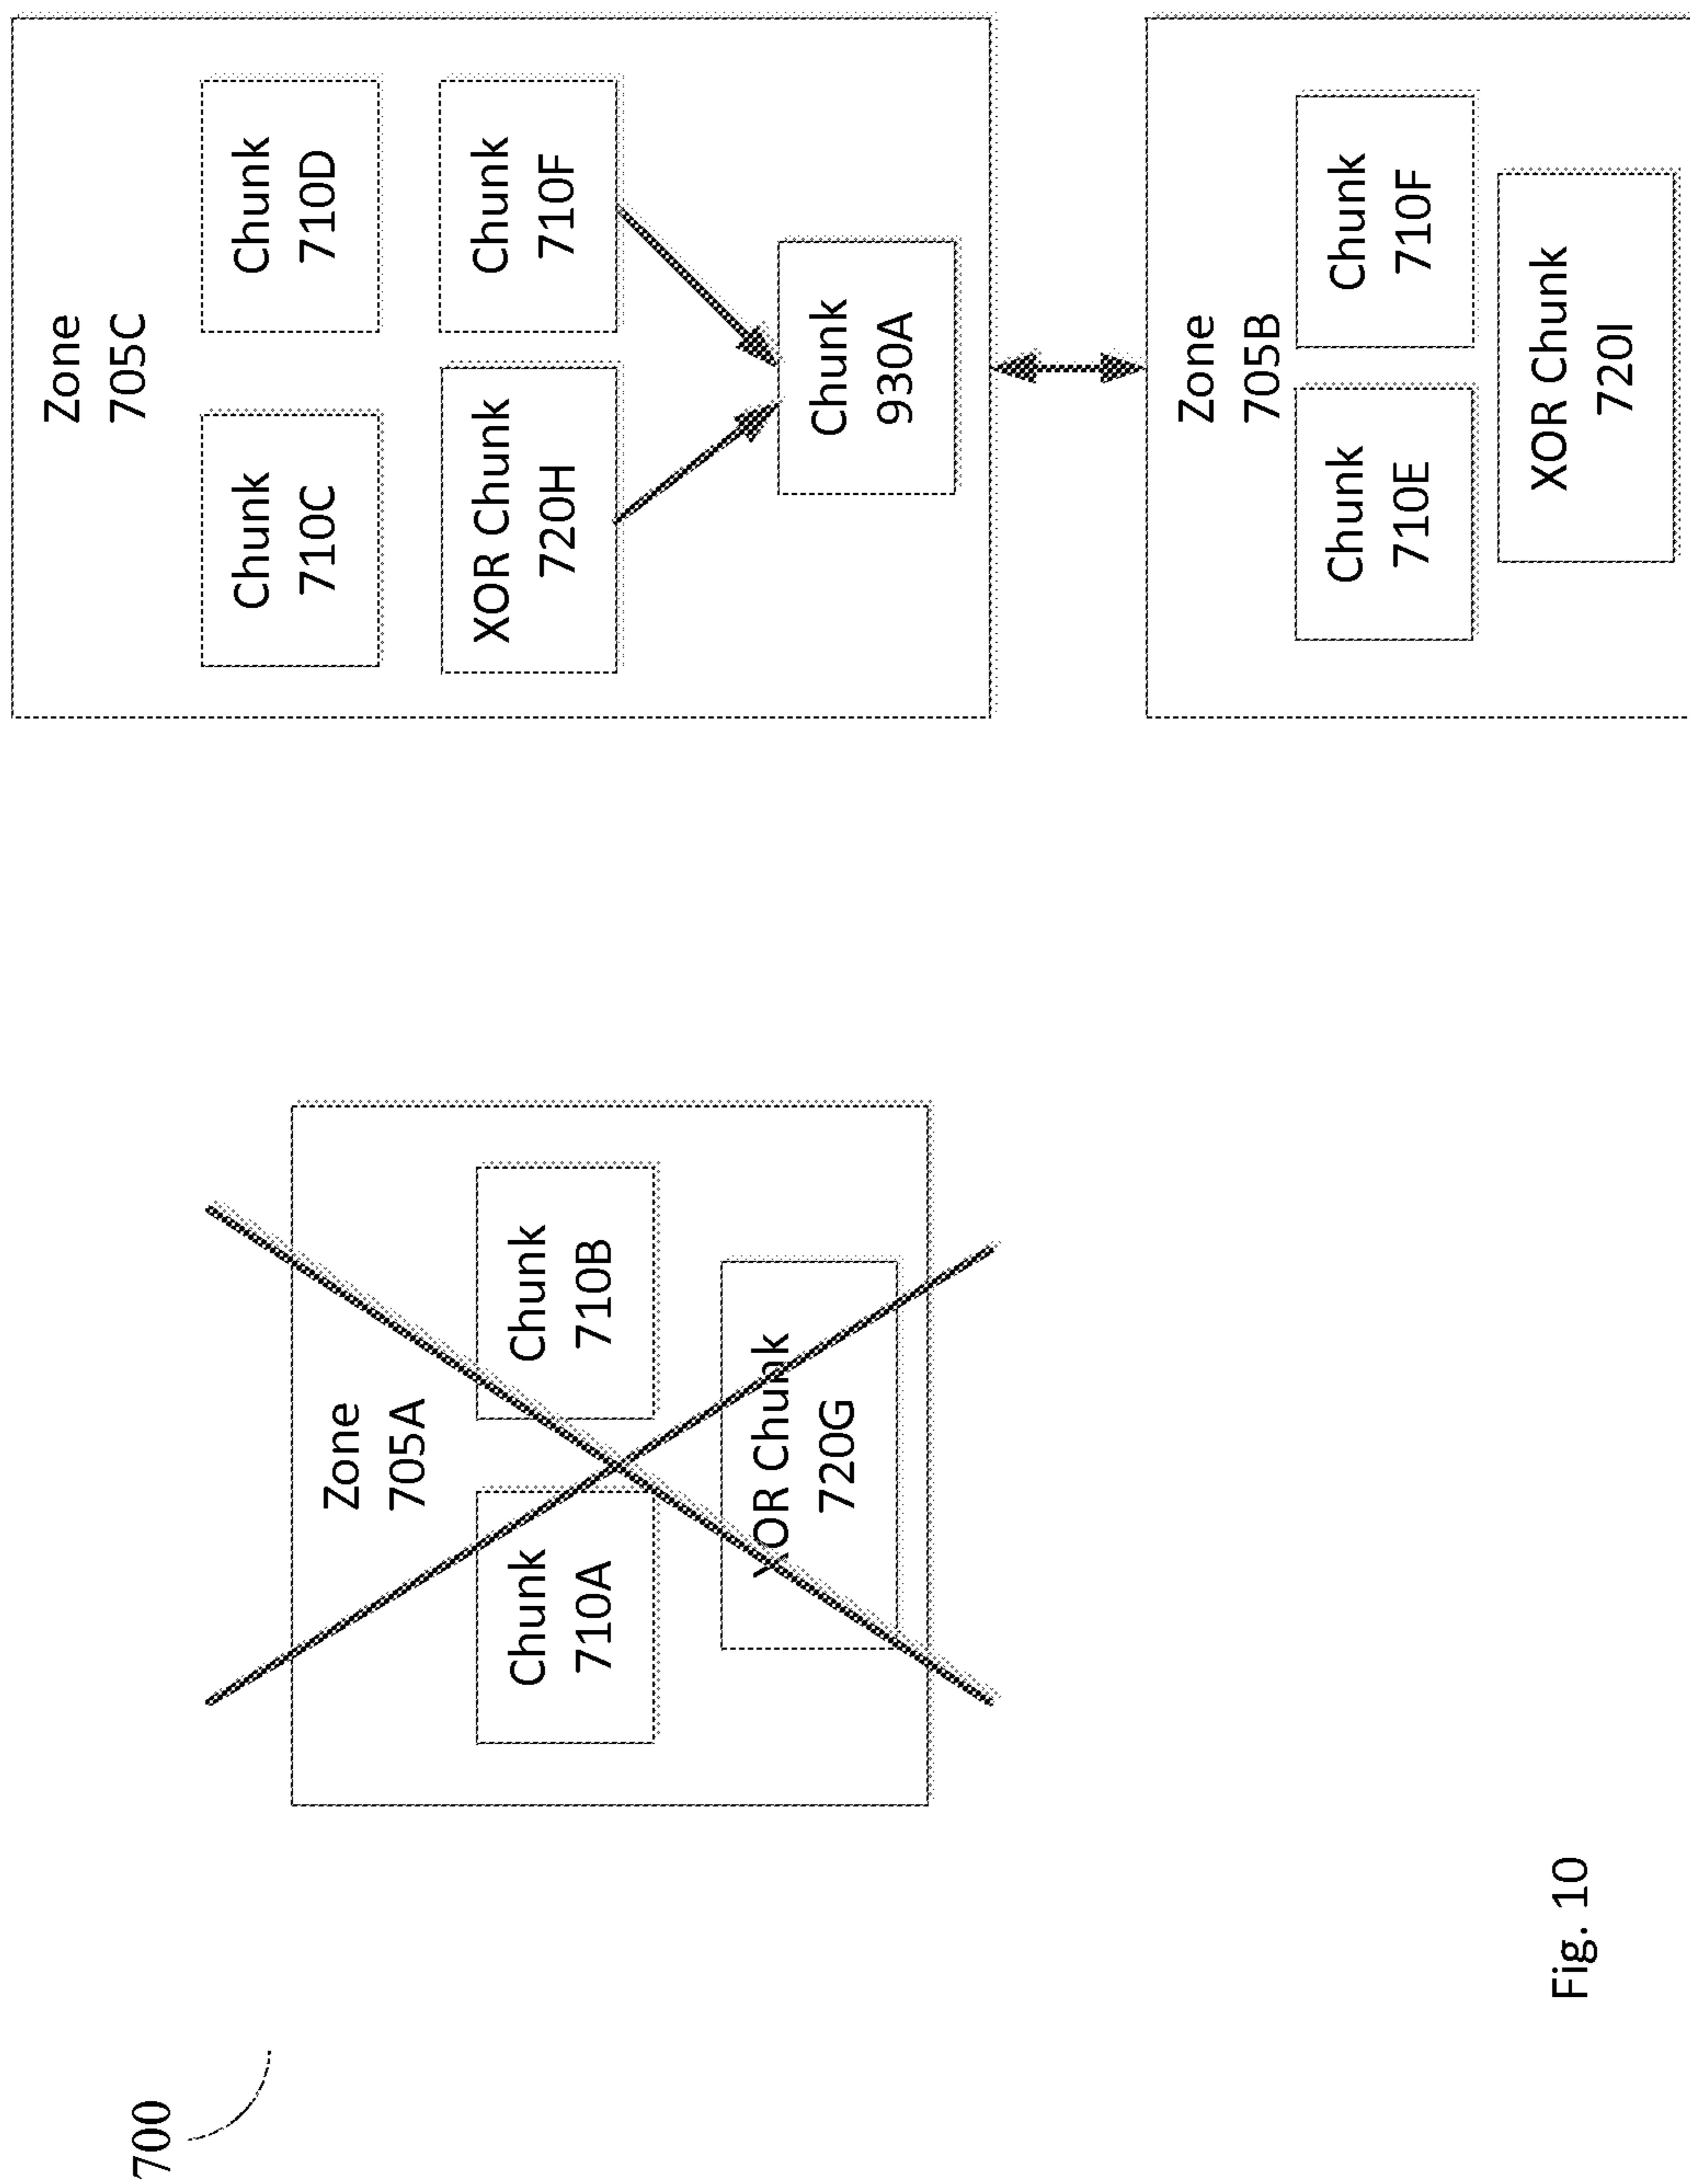 700
Zone
705A
Chunk
710A
Chunk
710B
XOR Chunk
720G
Zone
705C
Chunk
710C
Chunk
710D
XOR Chunk
720H
Chunk
710F
Chunk
930A
Zone
705B
Chunk
710E
Chunk
710F
XOR Chunk
720I
Fig. 10